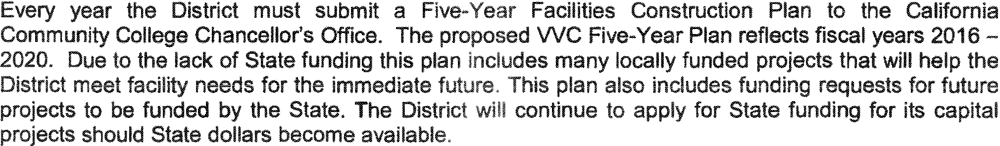 Every year the District must submit a Five-Year Facilities Construction Plan to the California
Community College Chancellor's Office. The proposed VVC Five-Year Plan reflects fiscal years 2016 –
2020. Due to the lack of State funding this plan includes many locally funded projects that will help the
District meet facility needs for the immediate future. This plan also includes funding requests for future
projects to be funded by the State. The District will continue to apply for State funding for its capital
projects should State dollars become available.